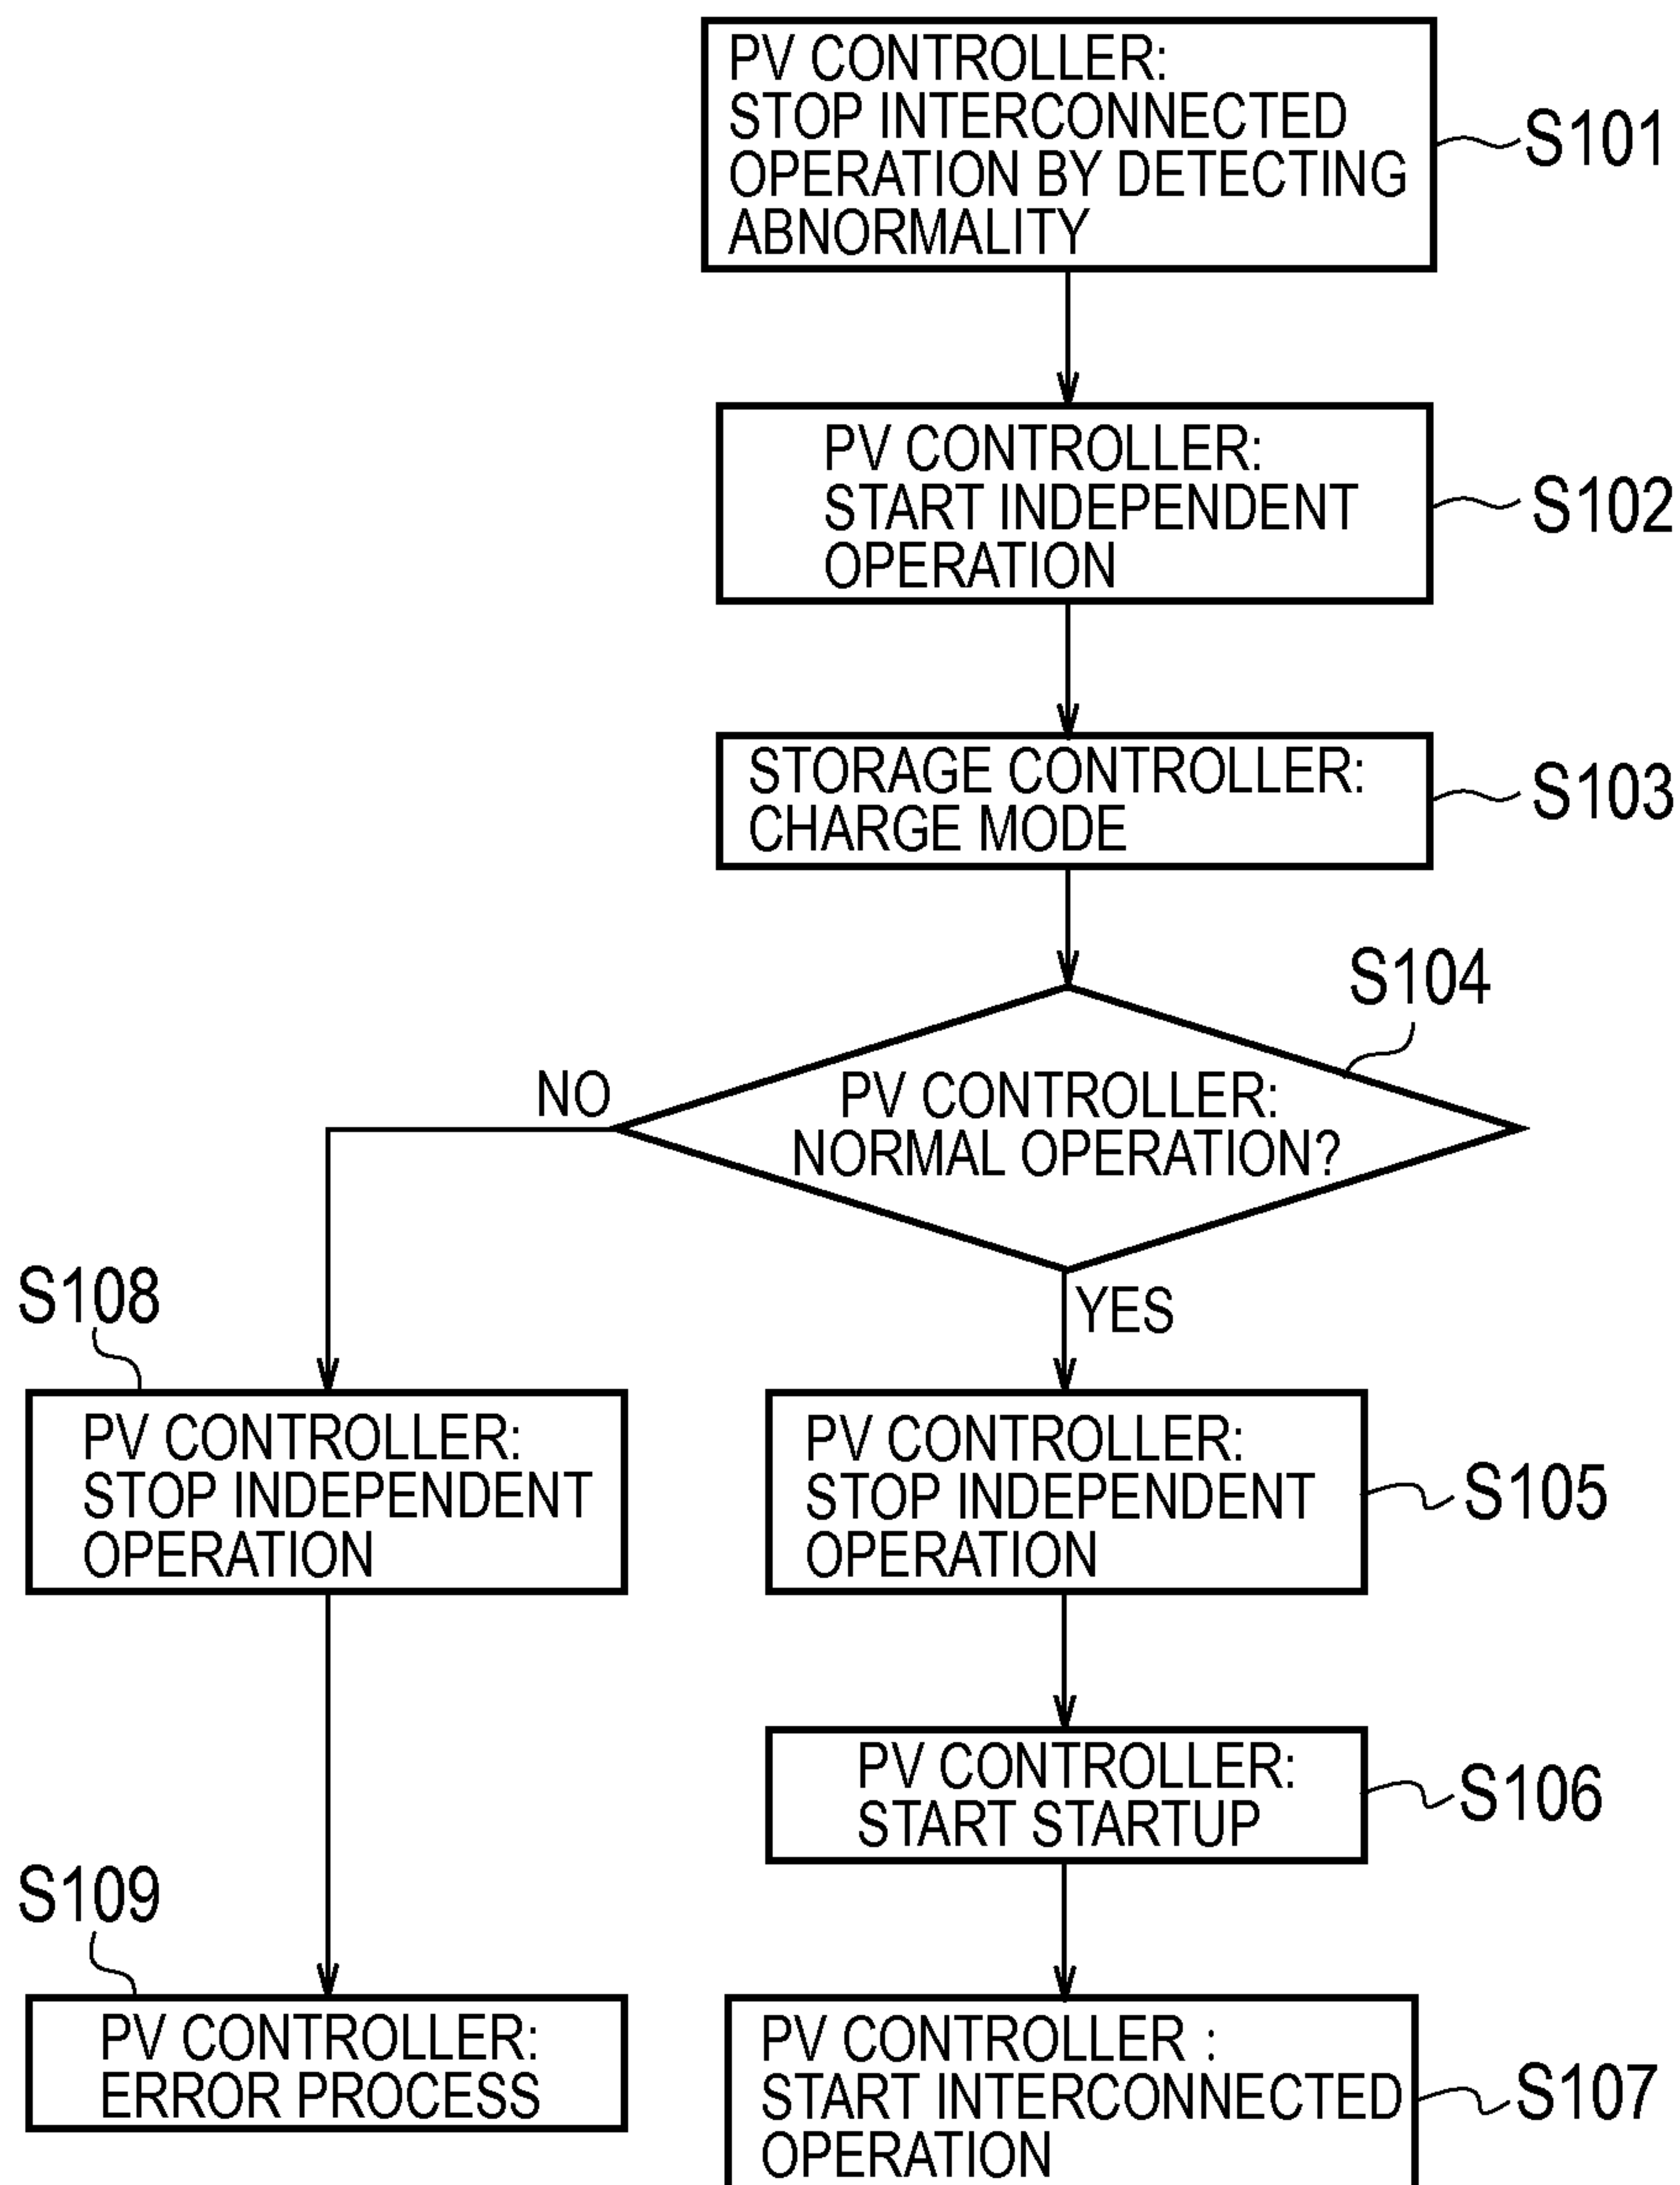 PV CONTROLLER:
STOP INTERCONNECTED
OPERATION BY DETECTING
ABNORMALITY
S101
PV CONTROLLER:
START INDEPENDENT
OPERATION
S102
STORAGE CONTROLLER:
CHARGE MODE
S103
S104
PV CONTROLLER:
NORMAL OPERATION?
NO
YES
S108
PV CONTROLLER:
STOP INDEPENDENT
OPERATION
PV CONTROLLER:
STOP INDEPENDENT
OPERATION
S105
PV CONTROLLER:
START STARTUP
S106
S109
PV CONTROLLER:
ERROR PROCESS
PV CONTROLLER :
START INTERCONNECTED
OPERATION
S107